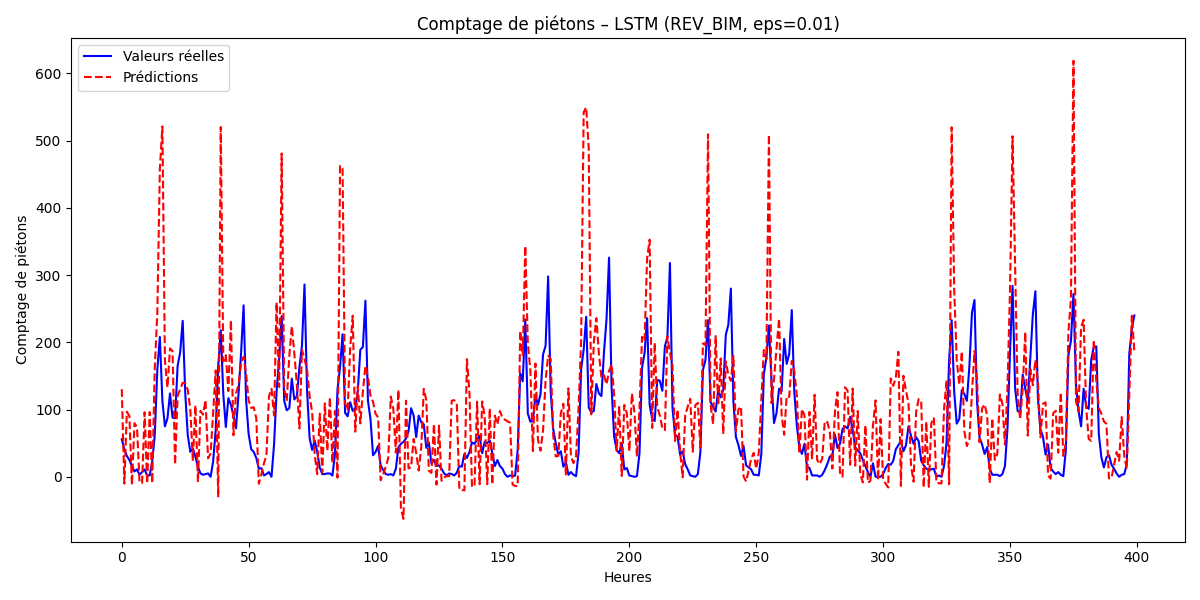 Comptage de piétons – LSTM (REV_BIM, eps=0.01)
Valeurs réelles
Prédictions
Comptage de piétons
600
500
400
300
200
100
0
0 50 100 150 200 250 300 350 400
Heures